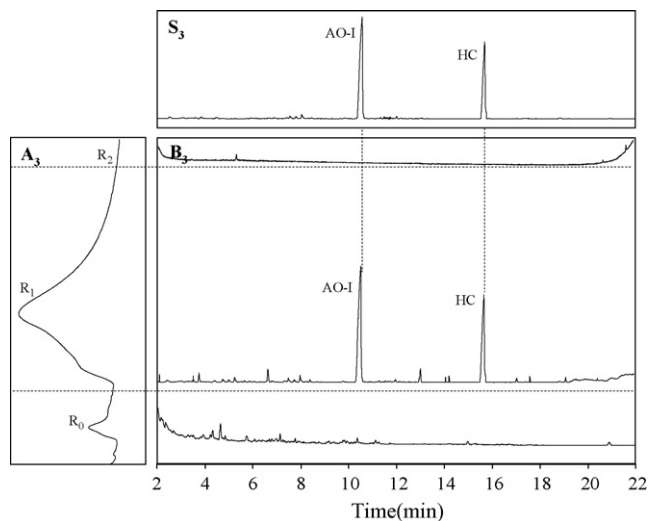 S3
AO-I
HC
A3
R2
B3
R1
AO-I
HC
R0
2 4 6 8 10 12 14 16 18 20 22
Time(min)